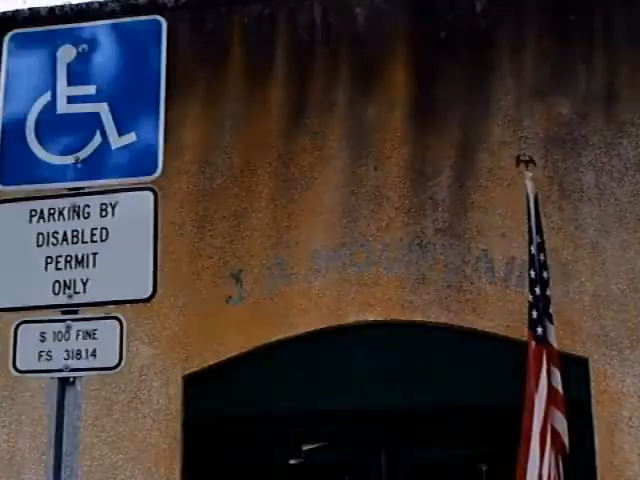 PARKING BY
DISABLED
PERMIT
ONLY
$ 100 FINE
F.S. 318.14
J.A.